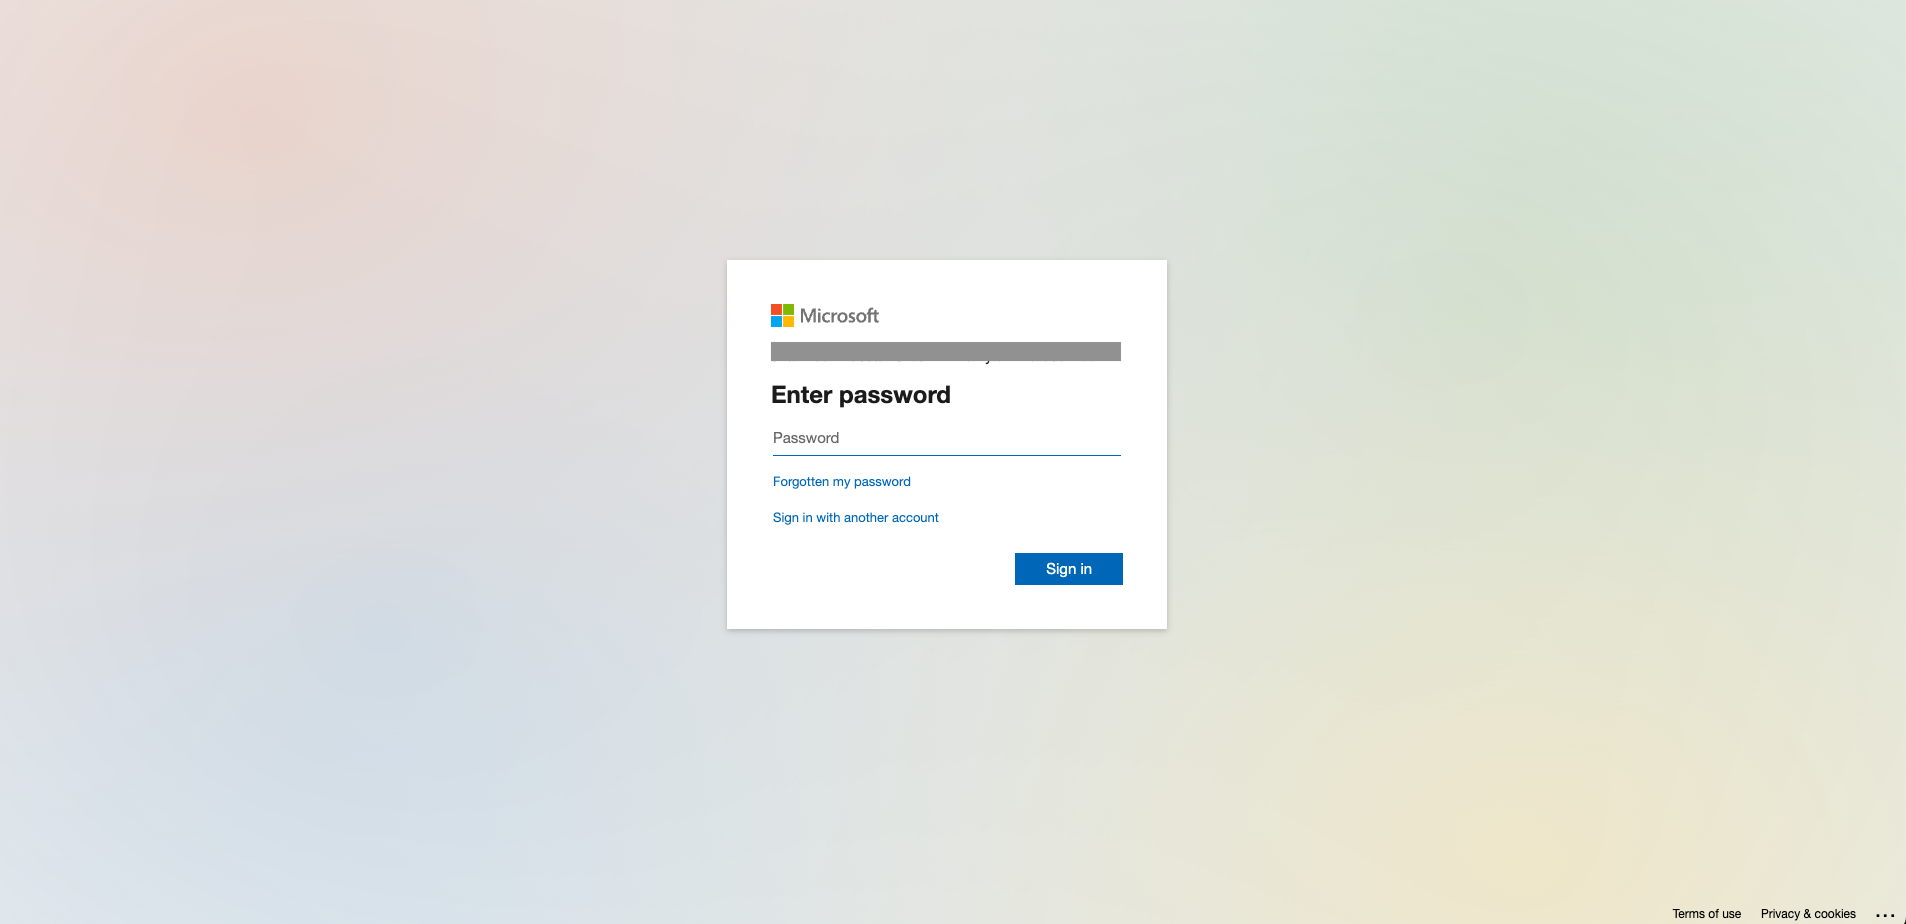 Microsoft
Enter password
Password
Forgotten my password
Sign in with another account
Sign in
Terms of use Privacy & cookies ...